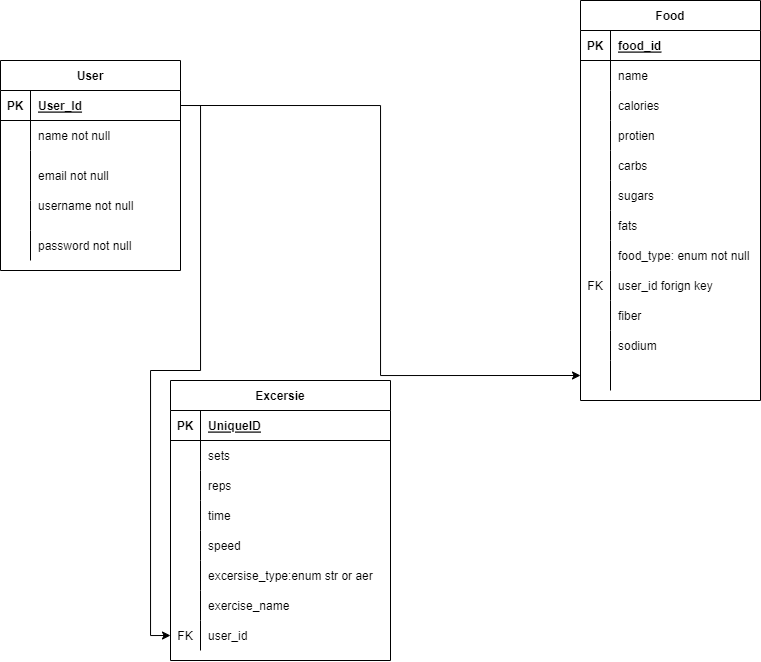 User
PK User_Id
name not null
email not null
username not null
password not null
Food
PK food_id
name
calories
protien
carbs
sugars
fats
food_type: enum not null
FK user_id forign key
fiber
sodium
Excersie
PK UniqueID
sets
reps
time
speed
excersise_type:enum str or aer
exercise_name
FK user_id